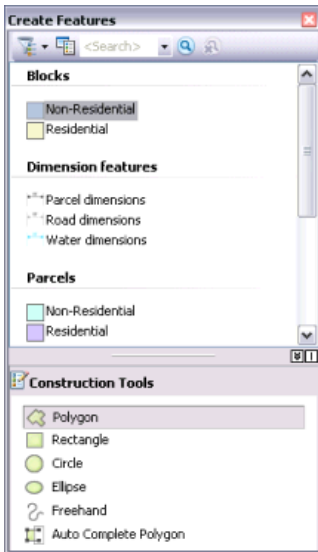 Create Features
<Search>
Blocks
Non-Residential
Residential
Dimension features
Parcel dimensions
Road dimensions
Water dimensions
Parcels
Non-Residential
Residential
Construction Tools
Polygon
Rectangle
Circle
Ellipse
Freehand
Auto Complete Polygon